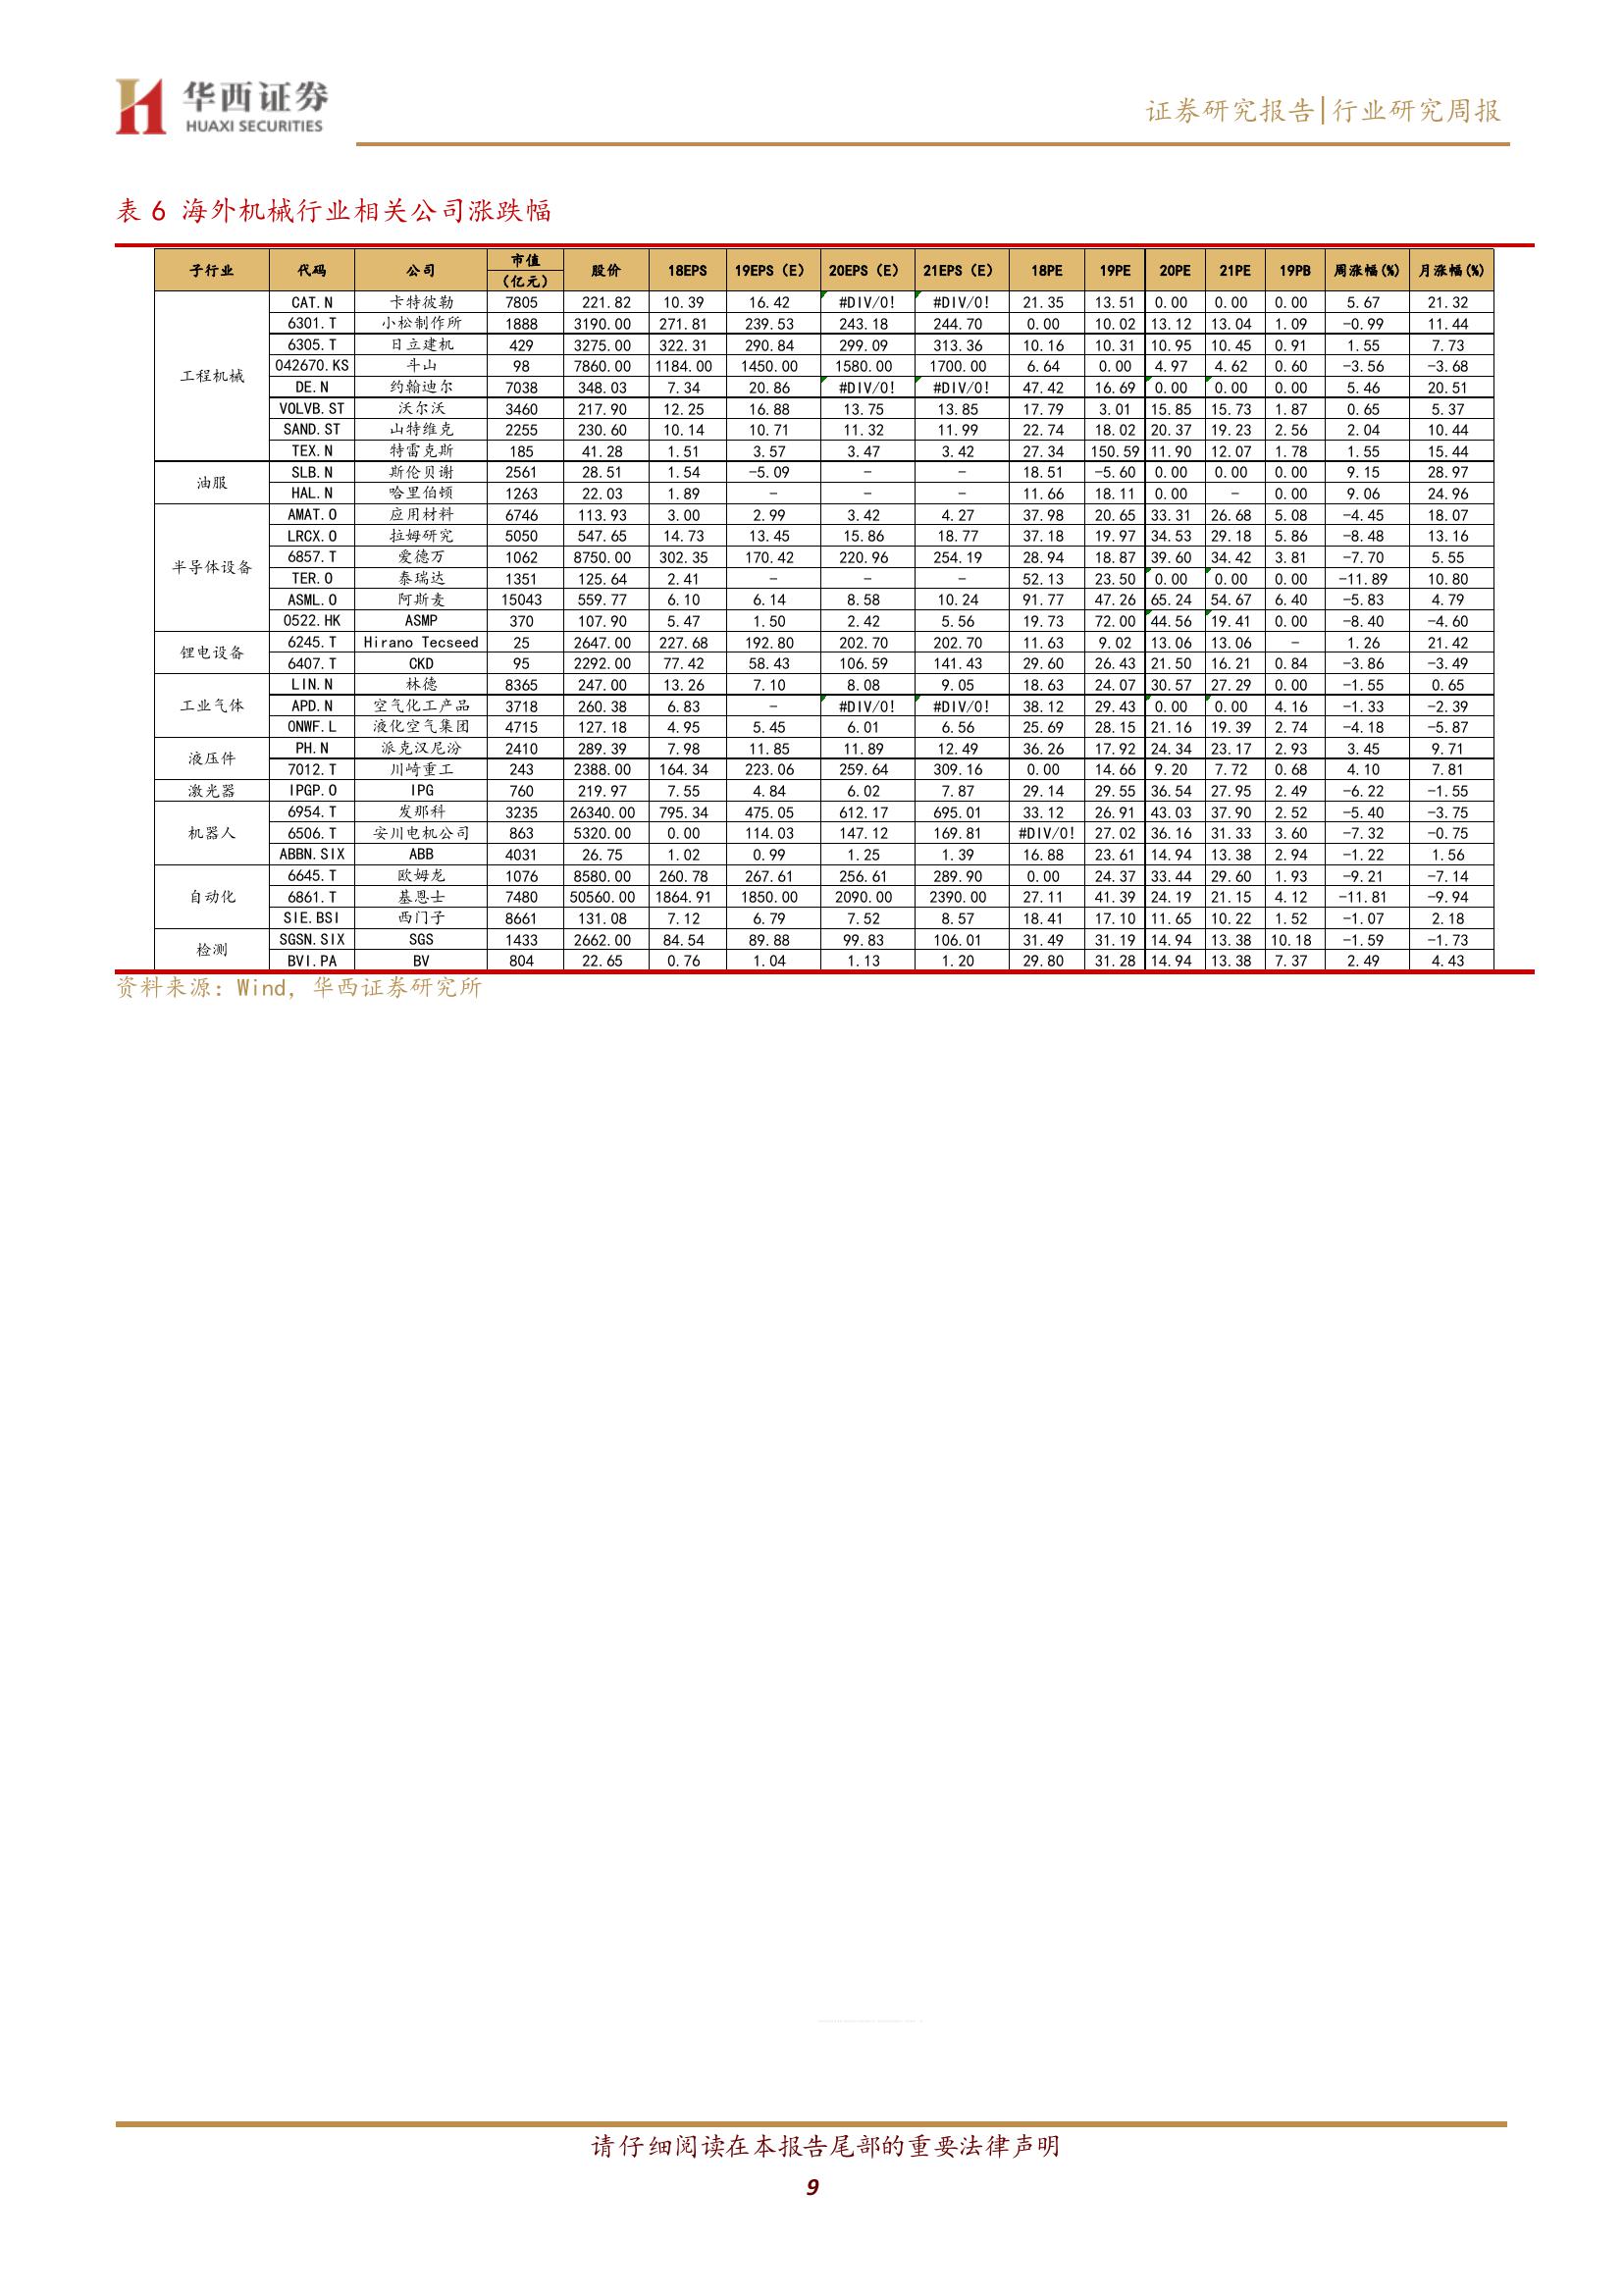 华西证券
HUAXI SECURITIES
证券研究报告|行业研究周报
表 6 海外机械行业相关公司涨跌幅
子行业 代码 公司 市值(亿元) 股价 18EPS 19EPS(E) 20EPS(E) 21EPS(E) 18PE 19PE 20PE 21PE 19PB 周涨幅(%) 月涨幅(%)
工程机械 CAT.N 卡特彼勒 7805 221.82 10.39 16.42 #DIV/0! #DIV/0! 21.35 13.51 0.00 0.00 0.00 5.67 21.32
6301.T 小松制作所 1888 3190.00 271.81 239.53 243.18 244.70 0.00 10.02 13.12 13.04 1.09 -0.99 11.44
6305.T 日立建机 429 3275.00 322.31 290.84 299.09 313.36 10.16 10.31 10.95 10.45 0.91 1.55 7.73
042670.KS 斗山 98 7860.00 1184.00 1450.00 1580.00 1700.00 6.64 0.00 4.97 4.62 0.60 -3.56 -3.68
DE.N 约翰迪尔 7038 348.03 7.34 20.86 #DIV/0! #DIV/0! 47.42 16.69 0.00 0.00 0.00 5.46 20.51
VOLVB.ST 沃尔沃 3460 217.90 12.25 16.88 13.75 13.85 17.79 3.01 15.85 15.73 1.87 0.65 5.37
SAND.ST 山特维克 2255 230.60 10.14 10.71 11.32 11.99 22.74 18.02 20.37 19.23 2.56 2.04 10.44
TEX.N 特雷克斯 185 41.28 1.51 3.57 3.47 3.42 27.34 150.59 11.90 12.07 1.78 1.55 15.44
油服 SLB.N 斯伦贝谢 2561 28.51 1.54 -5.09 - - 18.51 -5.60 0.00 0.00 0.00 9.15 28.97
HAL.N 哈里伯顿 1263 22.03 1.89 - - - 11.66 18.11 0.00 - 0.00 9.06 24.96
半导体设备 AMAT.O 应用材料 6746 113.93 3.00 2.99 3.42 4.27 37.98 20.65 33.31 26.68 5.08 -4.45 18.07
LRCX.O 拉姆研究 5050 547.65 14.73 13.45 15.86 18.77 37.18 19.97 34.53 29.18 5.86 -8.48 13.16
6857.T 爱德万 1062 8750.00 302.35 170.42 220.96 254.19 28.94 18.87 39.60 34.42 3.81 -7.70 5.55
TER.O 泰瑞达 1351 125.64 2.41 - - - 52.13 23.50 0.00 0.00 0.00 -11.89 10.80
ASML.O 阿斯麦 15043 559.77 6.10 6.14 8.58 10.24 91.77 47.26 65.24 54.67 6.40 -5.83 4.79
0522.HK ASMP 370 107.90 5.47 1.50 2.42 5.56 19.73 72.00 44.56 19.41 0.00 -8.40 -4.60
锂电设备 6245.T Hirano Tecseed 25 2647.00 227.68 192.80 202.70 202.70 11.63 9.02 13.06 13.06 - 1.26 21.42
6407.T CKD 95 2292.00 77.42 58.43 106.59 141.43 29.60 26.43 21.50 16.21 0.84 -3.86 -3.49
工业气体 LIN.N 林德 8365 247.00 13.26 7.10 8.08 9.05 18.63 24.07 30.57 27.29 0.00 -1.55 0.65
APD.N 空气化工产品 3718 260.38 6.83 - #DIV/0! #DIV/0! 38.12 29.43 0.00 0.00 4.16 -1.33 -2.39
0NWF.L 液化空气集团 4715 127.18 4.95 5.45 6.01 6.56 25.69 28.15 21.16 19.39 2.74 -4.18 -5.87
液压件 PH.N 派克汉尼汾 2410 289.39 7.98 11.85 11.89 12.49 36.26 17.92 24.34 23.17 2.93 3.45 9.71
7012.T 川崎重工 243 2388.00 164.34 223.06 259.64 309.16 0.00 14.66 9.20 7.72 0.68 4.10 7.81
激光器 IPGP.O IPG 760 219.97 7.55 4.84 6.02 7.87 29.14 29.55 36.54 27.95 2.49 -6.22 -1.55
机器人 6954.T 发那科 3235 26340.00 795.34 475.05 612.17 695.01 33.12 26.91 43.03 37.90 2.52 -5.40 -3.75
6506.T 安川电机公司 863 5320.00 0.00 114.03 147.12 169.81 #DIV/0! 27.02 36.16 31.33 3.60 -7.32 -0.75
ABBN.SIX ABB 4031 26.75 1.02 0.99 1.25 1.39 16.88 23.61 14.94 13.38 2.94 -1.22 1.56
自动化 6645.T 欧姆龙 1076 8580.00 260.78 267.61 256.61 289.90 0.00 24.37 33.44 29.60 1.93 -9.21 -7.14
6861.T 基恩士 7480 50560.00 1864.91 1850.00 2090.00 2390.00 27.11 41.39 24.19 21.15 4.12 -11.81 -9.94
SIE.BSI 西门子 8661 131.08 7.12 6.79 7.52 8.57 18.41 17.10 11.65 10.22 1.52 -1.07 2.18
检测 SGSN.SIX SGS 1433 2662.00 84.54 89.88 99.83 106.01 31.49 31.19 14.94 13.38 10.18 -1.59 -1.73
BVI.PA BV 804 22.65 0.76 1.04 1.13 1.20 29.80 31.28 14.94 13.38 7.37 2.49 4.43
资料来源: Wind, 华西证券研究所
请仔细阅读在本报告尾部的重要法律声明
9